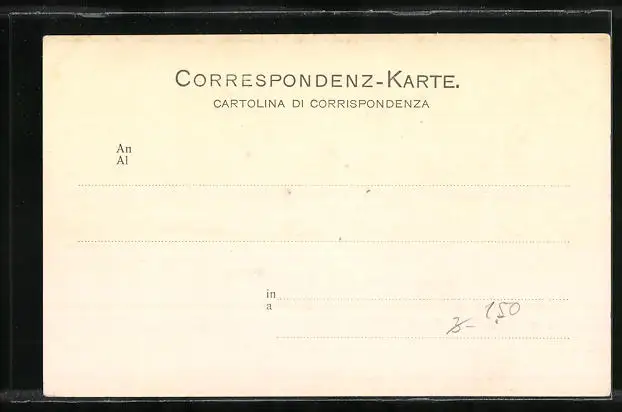 CORRESPONDENZ-KARTE.
CARTOLINA DI CORRISPONDENZA
An
Al
in
a
3- 1.50